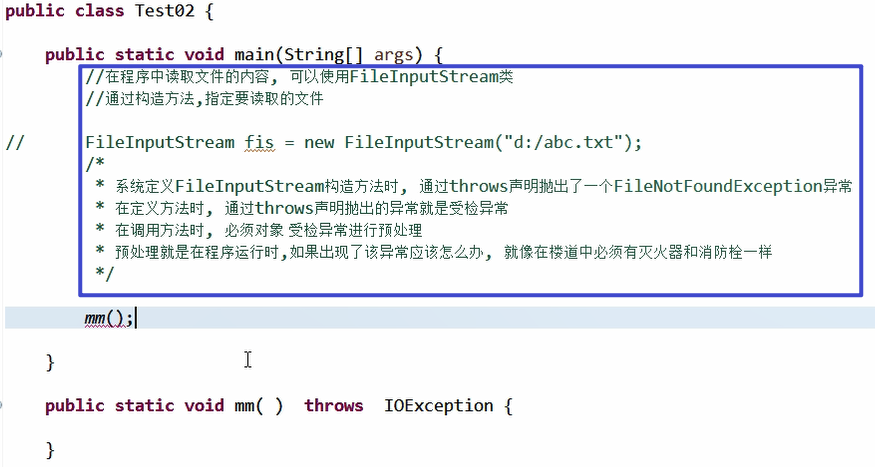 public class Test02 {
public static void main(String[] args) {
//在程序中读取文件的内容, 可以使用FileInputStream类
//通过构造方法,指定要读取的文件
// FileInputStream fis = new FileInputStream("d:/abc.txt");
/*
* 系统定义FileInputStream构造方法时, 通过throws声明抛出了一个FileNotFoundException异常
* 在定义方法时, 通过throws声明抛出的异常就是受检异常
* 在调用方法时, 必须对象 受检异常进行预处理
* 预处理就是在程序运行时,如果出现了该异常应该怎么办, 就像在楼道中必须有灭火器和消防栓一样
*/
mm();
}
public static void mm( ) throws IOException {
}